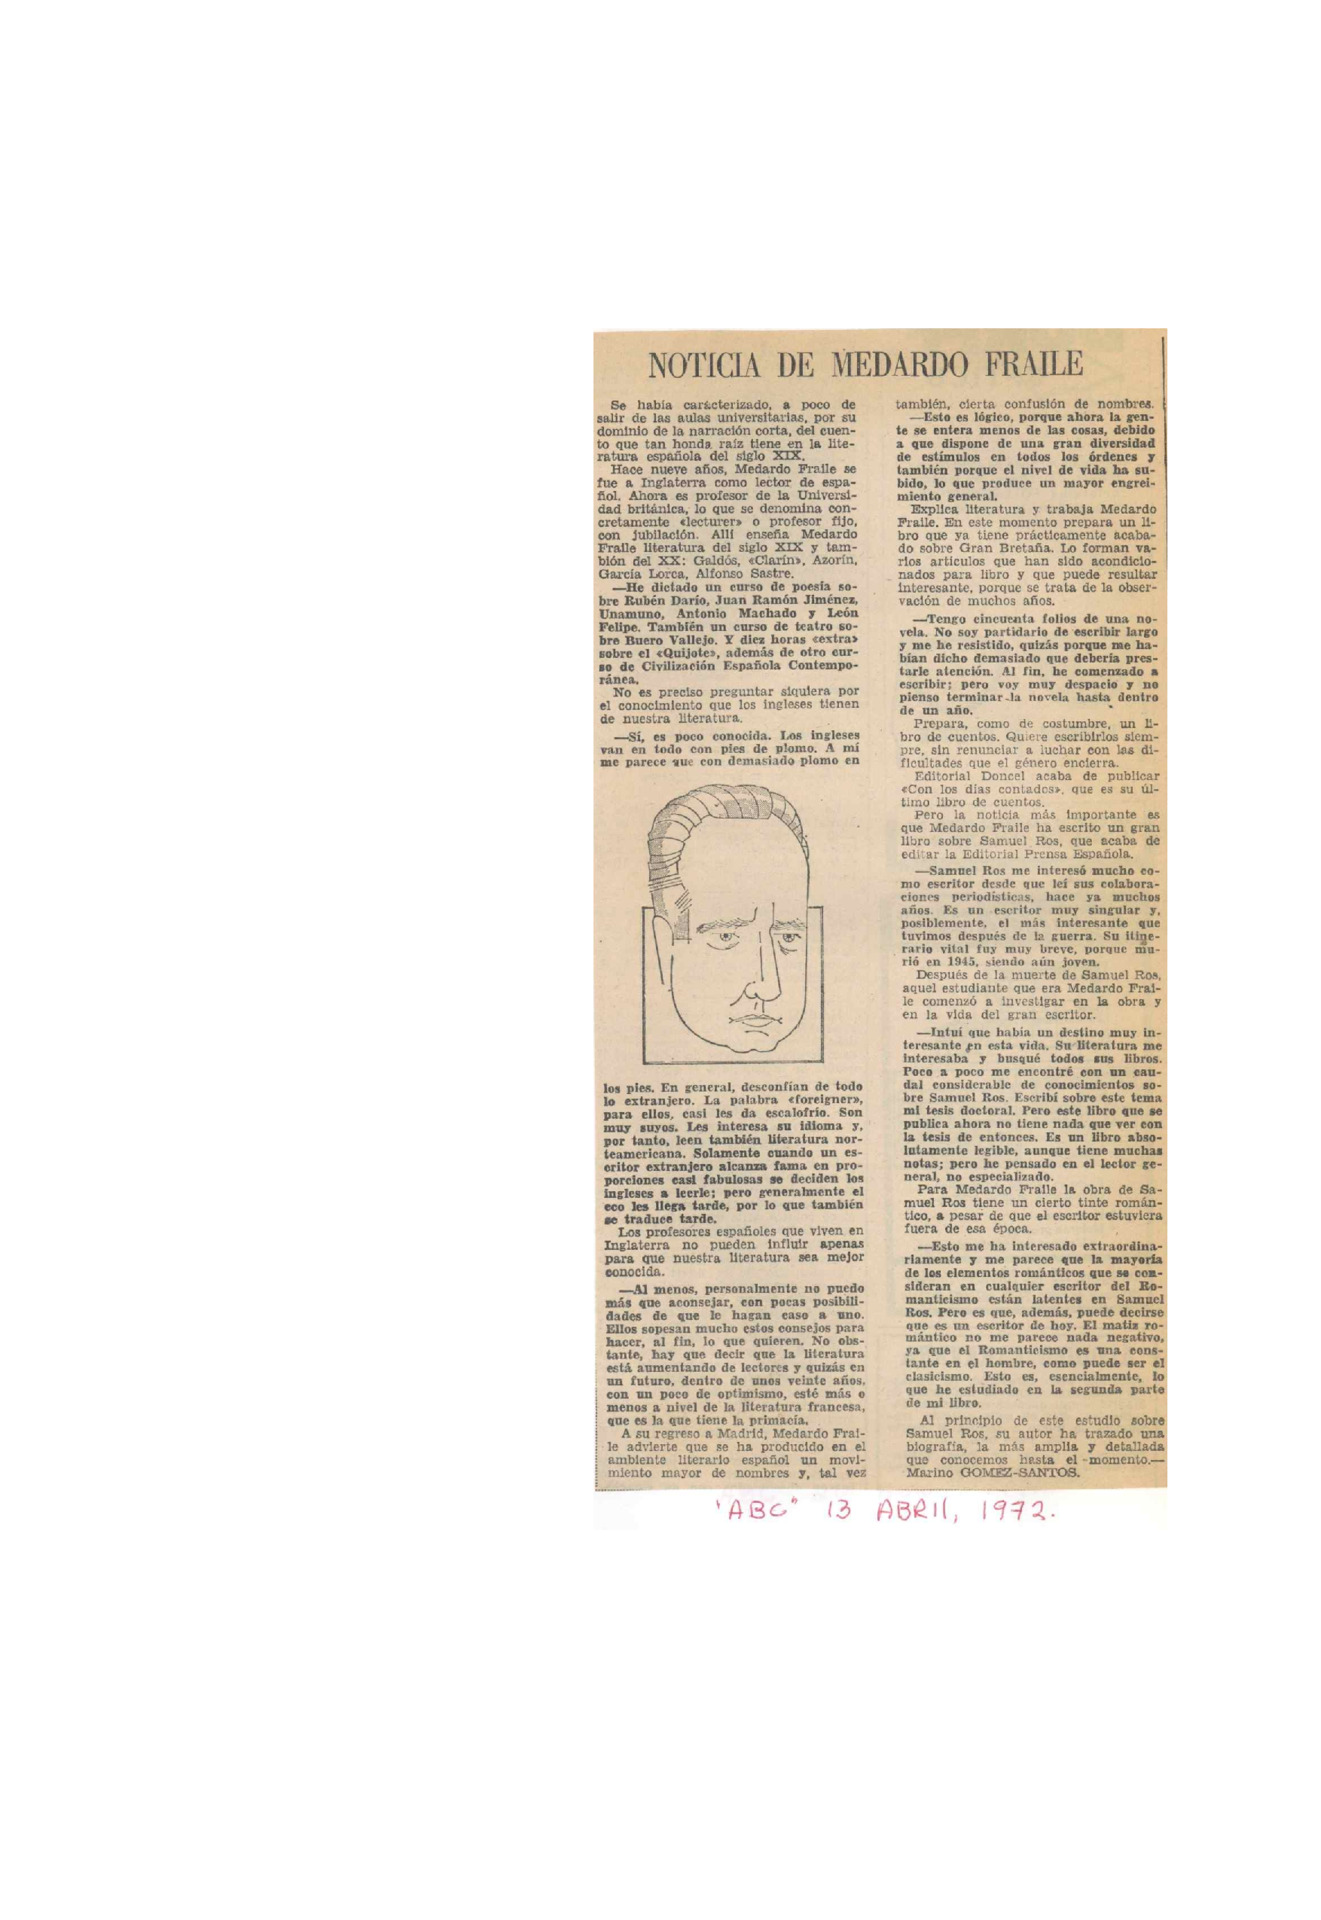 NOTICIA DE MEDARDO FRAILE
Se había carácterizado, a poco de
salir de las aulas universitarias, por su
dominio de la narración corta, del cuen-
to que tan honda raíz tiene en la lite-
ratura española del siglo XIX.
Hace nueve años, Medardo Fraile se
fue a Inglaterra como lector de espa-
ñol. Ahora es profesor de la Universi-
dad británica, lo que se denomina con-
cretamente «lecturer» o profesor fijo,
con jubilación. Allí enseña Medardo
Fraile literatura del siglo XIX y tam-
bién del XX: Galdós, «Clarín», Azorín,
García Lorca, Alfonso Sastre.
—He dictado un curso de poesía so-
bre Rubén Darío, Juan Ramón Jiménez,
Unamuno, Antonio Machado y León
Felipe. También un curso de teatro so-
bre Buero Vallejo. Y diez horas «extra»
sobre el «Quijote», además de otro cur-
so de Civilización Española Contempo-
ránea.
No es preciso preguntar siquiera por
el conocimiento que los ingleses tienen
de nuestra literatura.
—Sí, es poco conocida. Los ingleses
van en todo con pies de plomo. A mí
me parece que con demasiado plomo en
los pies. En general, desconfían de todo
lo extranjero. La palabra «foreigner»,
para ellos, casi les da escalofrío. Son
muy suyos. Les interesa su idioma y,
por tanto, leen también literatura nor-
teamericana. Solamente cuando un es-
critor extranjero alcanza fama en pro-
porciones casi fabulosas se deciden los
ingleses a leerle; pero generalmente el
eco les llega tarde, por lo que también
se traduce tarde.
Los profesores españoles que viven en
Inglaterra no pueden influir apenas
para que nuestra literatura sea mejor
conocida.
—Al menos, personalmente no puedo
más que aconsejar, con pocas posibili-
dades de que le hagan caso a uno.
Ellos sopesan mucho estos consejos para
hacer, al fin, lo que quieren. No obs-
tante, hay que decir que la literatura
está aumentando de lectores y quizás en
un futuro, dentro de unos veinte años,
con un poco de optimismo, esté más o
menos a nivel de la literatura francesa,
que es la que tiene la primacía.
A su regreso a Madrid, Medardo Frai-
le advierte que se ha producido en el
ambiente literario español un movi-
miento mayor de nombres y, tal vez
también, cierta confusión de nombres.
—Esto es lógico, porque ahora la gen-
te se entera menos de las cosas, debido
a que dispone de una gran diversidad
de estímulos en todos los órdenes y
también porque el nivel de vida ha su-
bido, lo que produce un mayor engrei-
miento general.
Explica literatura y trabaja Medardo
Fraile. En este momento prepara un li-
bro que ya tiene prácticamente acaba-
do sobre Gran Bretaña. Lo forman va-
rios artículos que han sido acondicio-
nados para libro y que puede resultar
interesante, porque se trata de la obser-
vación de muchos años.
—Tengo cincuenta folios de una no-
vela. No soy partidario de escribir largo
y me he resistido, quizás porque me ha-
bían dicho demasiado que debería pres-
tarle atención. Al fin, he comenzado a
escribir; pero voy muy despacio y no
pienso terminar la novela hasta dentro
de un año.
Prepara, como de costumbre, un li-
bro de cuentos. Quiere escribirlos siem-
pre, sin renunciar a luchar con las di-
ficultades que el género encierra.
Editorial Doncel acaba de publicar
«Con los días contados», que es su úl-
timo libro de cuentos.
Pero la noticia más importante es
que Medardo Fraile ha escrito un gran
libro sobre Samuel Ros, que acaba de
editar la Editorial Prensa Española.
—Samuel Ros me interesó mucho co-
mo escritor desde que leí sus colabora-
ciones periodísticas, hace ya muchos
años. Es un escritor muy singular y,
posiblemente, el más interesante que
tuvimos después de la guerra. Su itine-
rario vital fuy muy breve, porque mu-
rió en 1945, siendo aún joven.
Después de la muerte de Samuel Ros,
aquel estudiante que era Medardo Frai-
le comenzó a investigar en la obra y
en la vida del gran escritor.
—Intuí que había un destino muy in-
teresante en esta vida. Su literatura me
interesaba y busqué todos sus libros.
Poco a poco me encontré con un cau-
dal considerable de conocimientos so-
bre Samuel Ros. Escribí sobre este tema
mi tesis doctoral. Pero este libro que se
publica ahora no tiene nada que ver con
la tesis de entonces. Es un libro abso-
lutamente legible, aunque tiene muchas
notas; pero he pensado en el lector ge-
neral, no especializado.
Para Medardo Fraile la obra de Sa-
muel Ros tiene un cierto tinte román-
tico, a pesar de que el escritor estuviera
fuera de esa época.
—Esto me ha interesado extraordina-
riamente y me parece que la mayoría
de los elementos románticos que se con-
sideran en cualquier escritor del Ro-
manticismo están latentes en Samuel
Ros. Pero es que, además, puede decirse
que es un escritor de hoy. El matiz ro-
mántico no me parece nada negativo,
ya que el Romanticismo es una cons-
tante en el hombre, como puede ser el
clasicismo. Esto es, esencialmente, lo
que he estudiado en la segunda parte
de mi libro.
Al principio de este estudio sobre
Samuel Ros, su autor ha trazado una
biografía, la más amplia y detallada
que conocemos hasta el momento.—
Marino GOMEZ-SANTOS.
"ABC" 13 ABRIL, 1972.